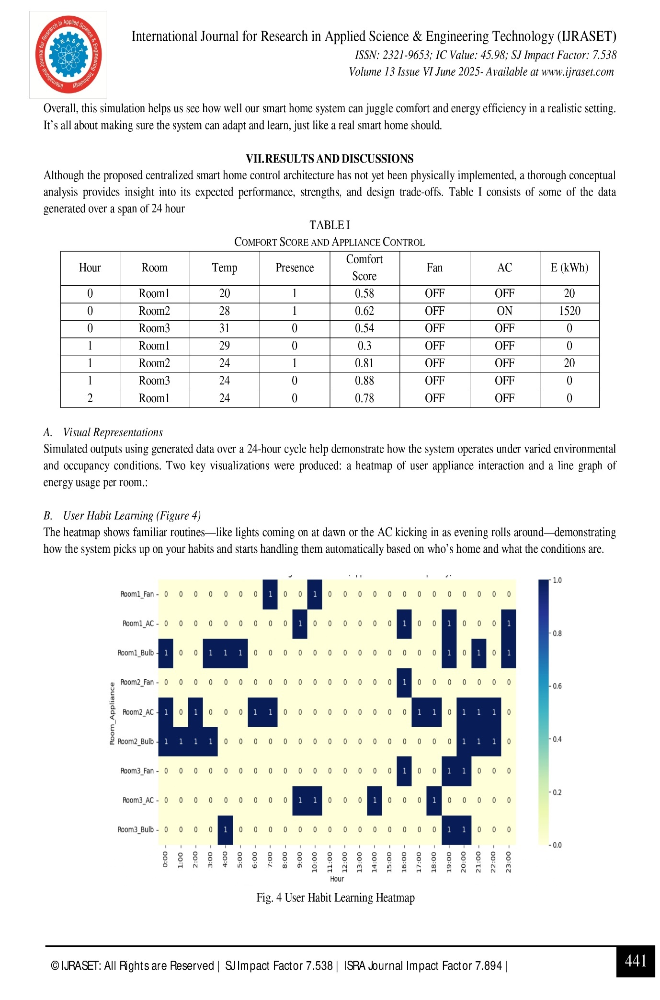 International Journal for Research in Applied Science & Engineering Technology
IJRASET
International Journal for Research in Applied Science & Engineering Technology (IJRASET)
ISSN: 2321-9653; IC Value: 45.98; SJ Impact Factor: 7.538
Volume 13 Issue VI June 2025- Available at www.ijraset.com
Overall, this simulation helps us see how well our smart home system can juggle comfort and energy efficiency in a realistic setting.
It’s all about making sure the system can adapt and learn, just like a real smart home should.
VII.RESULTS AND DISCUSSIONS
Although the proposed centralized smart home control architecture has not yet been physically implemented, a thorough conceptual
analysis provides insight into its expected performance, strengths, and design trade-offs. Table I consists of some of the data
generated over a span of 24 hour
TABLE I
COMFORT SCORE AND APPLIANCE CONTROL
Hour Room Temp Presence Comfort Score Fan AC E (kWh)
0 Room1 20 1 0.58 OFF OFF 20
0 Room2 28 1 0.62 OFF ON 1520
0 Room3 31 0 0.54 OFF OFF 0
1 Room1 29 0 0.3 OFF OFF 0
1 Room2 24 1 0.81 OFF OFF 20
1 Room3 24 0 0.88 OFF OFF 0
2 Room1 24 0 0.78 OFF OFF 0
A. Visual Representations
Simulated outputs using generated data over a 24-hour cycle help demonstrate how the system operates under varied environmental
and occupancy conditions. Two key visualizations were produced: a heatmap of user appliance interaction and a line graph of
energy usage per room.:
B. User Habit Learning (Figure 4)
The heatmap shows familiar routines—like lights coming on at dawn or the AC kicking in as evening rolls around—demonstrating
how the system picks up on your habits and starts handling them automatically based on who’s home and what the conditions are.
Room_Appliance
Room1_Fan 0 0 0 0 0 0 0 1 0 0 1 0 0 0 0 0 0 0 0 0 0 0 0 0
Room1_AC 0 0 0 0 0 0 0 0 0 1 0 0 0 0 0 0 1 0 0 1 0 0 0 1
Room1_Bulb 1 0 0 1 1 1 0 0 0 0 0 0 0 0 0 0 0 0 0 1 0 1 0 1
Room2_Fan 0 0 0 0 0 0 0 0 0 0 0 0 0 0 0 0 1 0 0 0 0 0 0 0
Room2_AC 1 0 1 0 0 0 1 1 0 0 0 0 0 0 0 0 0 1 1 0 1 1 1 0
Room2_Bulb 1 1 1 1 0 0 0 0 0 0 0 0 0 0 0 0 0 0 0 0 1 1 1 0
Room3_Fan 0 0 0 0 0 0 0 0 0 0 0 0 0 0 0 0 1 0 0 1 1 0 0 0
Room3_AC 0 0 0 0 0 0 0 0 0 1 1 0 0 0 1 0 0 0 1 0 0 0 0 0
Room3_Bulb 0 0 0 0 1 0 0 0 0 0 0 0 0 0 0 0 0 0 0 1 1 0 0 0
0:00 1:00 2:00 3:00 4:00 5:00 6:00 7:00 8:00 9:00 10:00 11:00 12:00 13:00 14:00 15:00 16:00 17:00 18:00 19:00 20:00 21:00 22:00 23:00
Hour
1.0
0.8
0.6
0.4
0.2
0.0
Fig. 4 User Habit Learning Heatmap
© IJRASET: All Rights are Reserved | SJ Impact Factor 7.538 | ISRA Journal Impact Factor 7.894 |
441